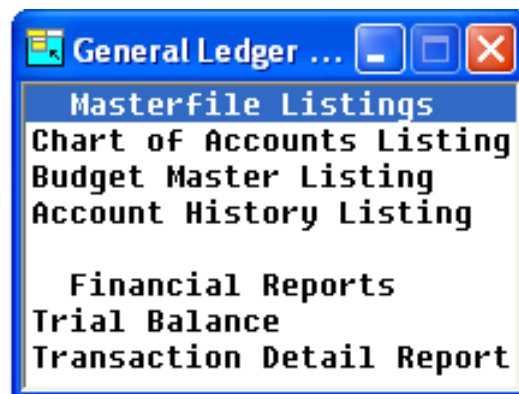 General Ledger ...
Masterfile Listings
Chart of Accounts Listing
Budget Master Listing
Account History Listing
Financial Reports
Trial Balance
Transaction Detail Report